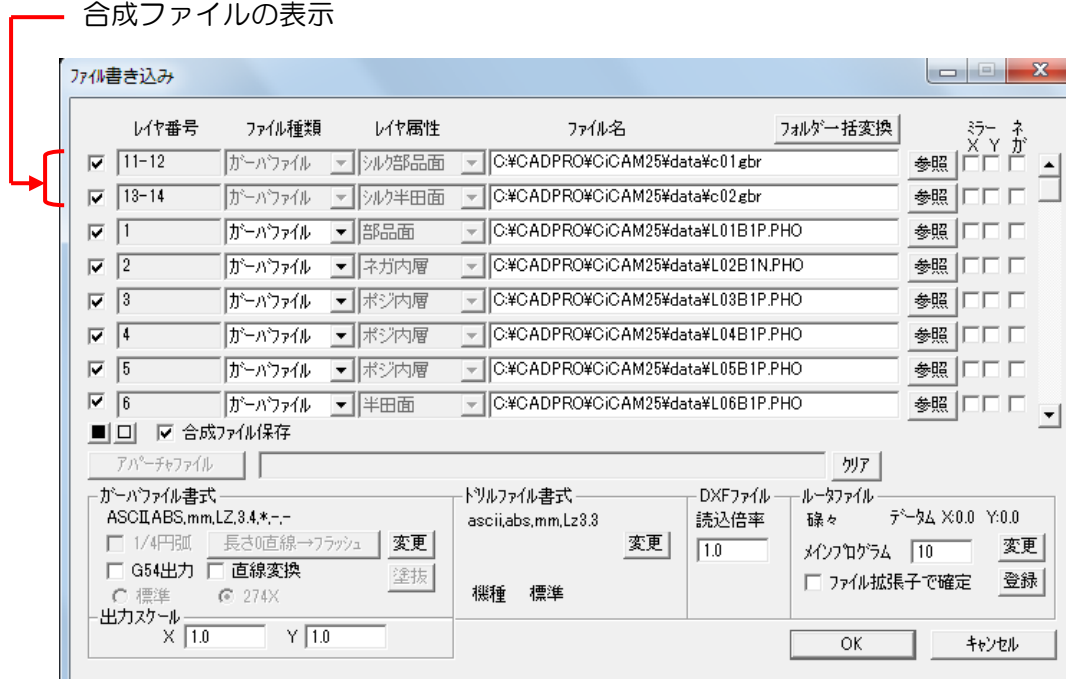 合成ファイルの表示
ファイル書き込み
レイヤ番号 ファイル種類 レイヤ属性 ファイル名 フォルダ一括変換 ミラー X Y ネガ
11-12 ガーバファイル シルク部品面 C:¥CADPRO¥CiCAM25¥data¥c01.gbr 参照
13-14 ガーバファイル シルク半田面 C:¥CADPRO¥CiCAM25¥data¥c02.gbr 参照
1 ガーバファイル 部品面 C:¥CADPRO¥CiCAM25¥data¥L01B1P.PHO 参照
2 ガーバファイル ネガ内層 C:¥CADPRO¥CiCAM25¥data¥L02B1N.PHO 参照
3 ガーバファイル ポジ内層 C:¥CADPRO¥CiCAM25¥data¥L03B1P.PHO 参照
4 ガーバファイル ポジ内層 C:¥CADPRO¥CiCAM25¥data¥L04B1P.PHO 参照
5 ガーバファイル ポジ内層 C:¥CADPRO¥CiCAM25¥data¥L05B1P.PHO 参照
6 ガーバファイル 半田面 C:¥CADPRO¥CiCAM25¥data¥L06B1P.PHO 参照
合成ファイル保存
アパーチャファイル クリア
ガーバファイル書式
ASCII,ABS,mm,LZ,3.4,*,-,-
1/4円弧 長さ0直線→フラッシュ 変更
G54出力 直線変換 塗抜
標準 274X
出力スケール
X 1.0 Y 1.0
ドリルファイル書式
ascii,abs,mm,Lz3.3
変更
機種 標準
DXFファイル
読込倍率
1.0
ルータファイル
碌々 データム X:0.0 Y:0.0
メインプログラム 10 変更
ファイル拡張子で確定 登録
OK キャンセル